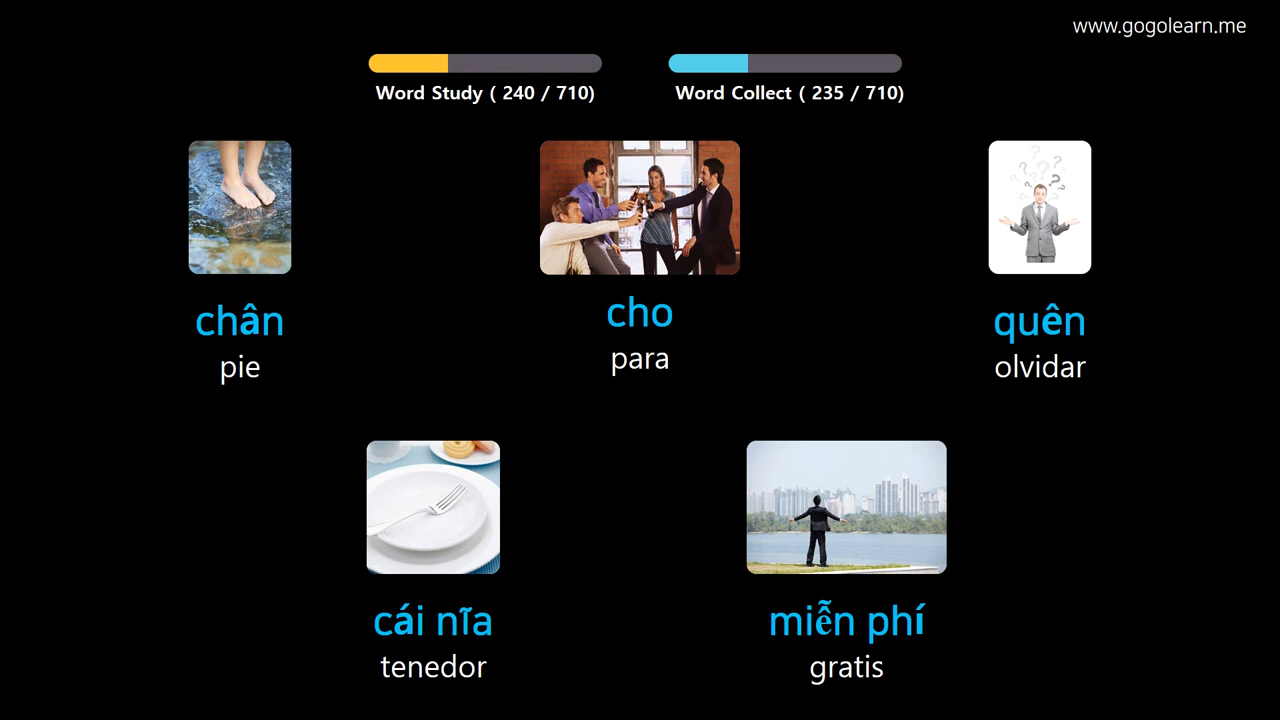 www.gogolearn.me
Word Study ( 240 / 710)
Word Collect ( 235 / 710)
chân
pie
cho
para
quên
olvidar
cái nĩa
tenedor
miễn phí
gratis